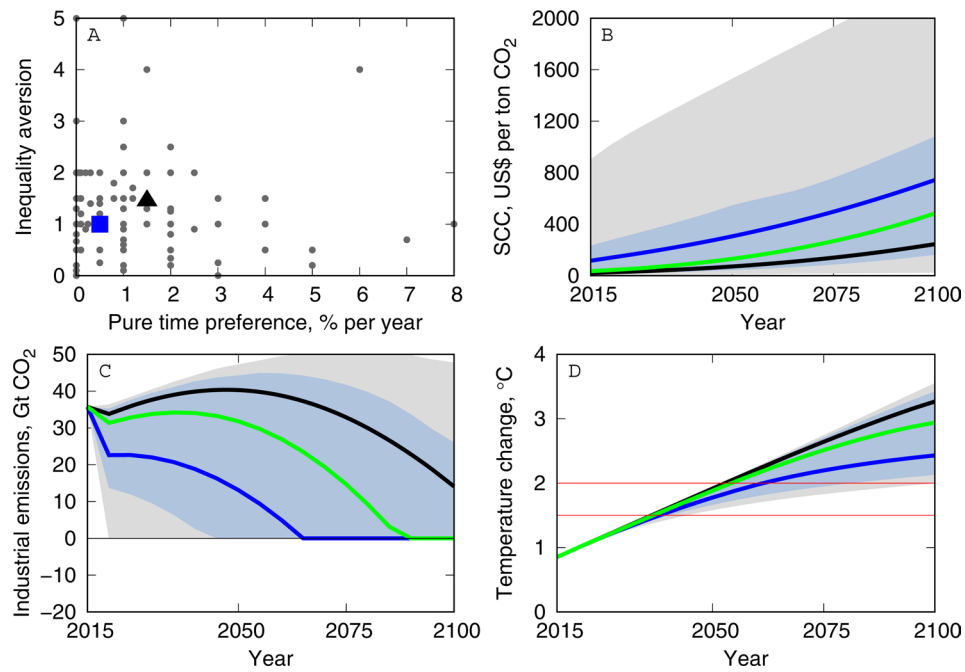 A
5
4
3
2
1
0
Inequality aversion
0 1 2 3 4 5 6 7 8
Pure time preference, % per year
B
2000
1600
1200
800
400
0
SCC, US$ per ton CO2
2015 2050 2075 2100
Year
C
50
40
30
20
10
0
−10
−20
Industrial emissions, Gt CO2
2015 2050 2075 2100
Year
D
4
3
2
1
0
Temperature change, °C
2015 2050 2075 2100
Year